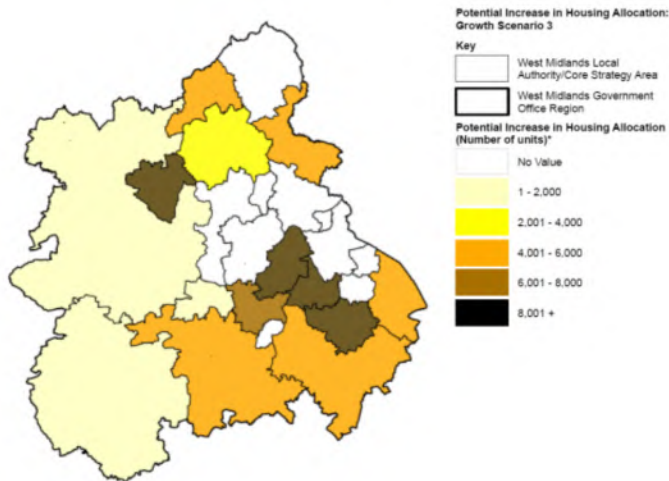 Potential Increase in Housing Allocation:
Growth Scenario 3
Key
West Midlands Local
Authority/Core Strategy Area
West Midlands Government
Office Region
Potential Increase in Housing Allocation
(Number of units)*
No Value
1 - 2,000
2,001 - 4,000
4,001 - 6,000
6,001 - 8,000
8,001 +